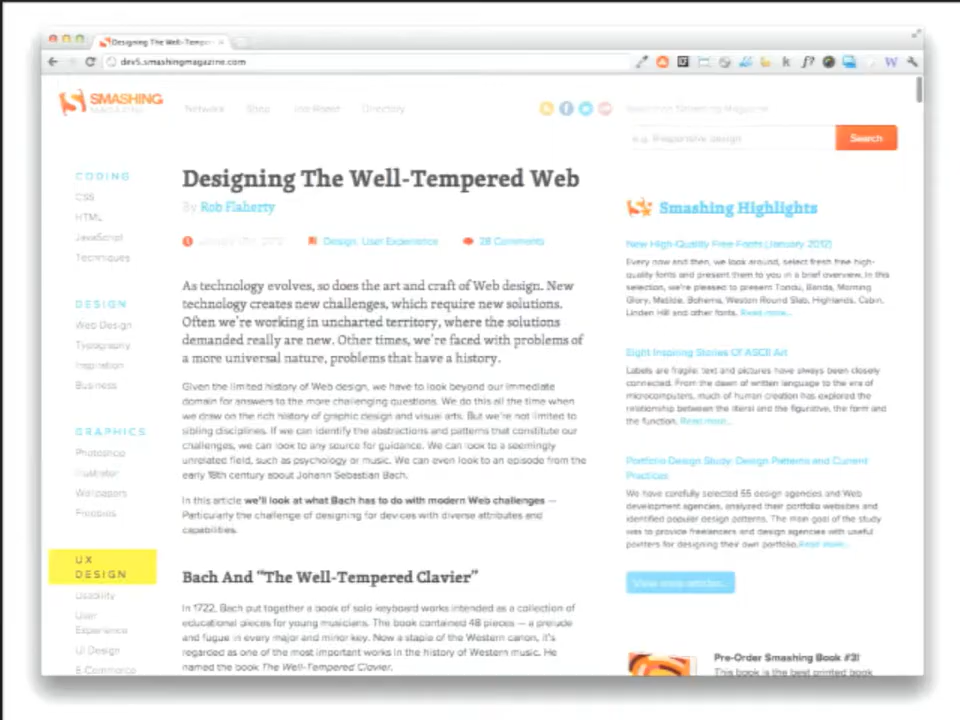 Designing The Well-Temper
dev5.smashingmagazine.com
SMASHING
MAGAZINE
Network Shop Job Board Directory
e.g. Responsive design
Search
CODING
CSS
HTML
JavaScript
Techniques
DESIGN
Web Design
Typography
Inspiration
Business
GRAPHICS
Photoshop
Illustrator
Wallpapers
Freebies
UX
DESIGN
Usability
User
Experience
UI Design
E-Commerce
Designing The Well-Tempered Web
By Rob Flaherty
Design, User Experience
28 Comments
As technology evolves, so does the art and craft of Web design. New
technology creates new challenges, which require new solutions.
Often we're working in uncharted territory, where the solutions
demanded really are new. Other times, we're faced with problems of
a more universal nature, problems that have a history.
Given the limited history of Web design, we have to look beyond our immediate
domain for answers to the more challenging questions. We do this all the time when
we draw on the rich history of graphic design and visual arts. But we're not limited to
sibling disciplines. If we can identify the abstractions and patterns that constitute our
challenges, we can look to any source for guidance. We can look to a seemingly
unrelated field, such as psychology or music. We can even look to an episode from the
early 18th century about Johann Sebastian Bach.
In this article we'll look at what Bach has to do with modern Web challenges —
Particularly the challenge of designing for devices with diverse attributes and
capabilities.
Bach And “The Well-Tempered Clavier”
In 1722, Bach put together a book of solo keyboard works intended as a collection of
educational pieces for young musicians. The book contained 48 pieces — a prelude
and fugue in every major and minor key. Now a staple of the Western canon, it's
regarded as one of the most important works in the history of Western music. He
named the book The Well-Tempered Clavier.
Smashing Highlights
New High-Quality Free Fonts (January 2012)
Every now and then, we look around, select fresh free high-
quality fonts and present them to you in a brief overview. In this
selection, we're pleased to present Tondu, Banda, Morning
Glory, Matilde, Bohema, Weston Round Slab, Highlands, Cabin,
Linden Hill and other fonts. Read more...
Eight Inspiring Stories Of ASCII Art
Labels are fragile: text and pictures have always been closely
connected. From the dawn of written language to the era of
microcomputers, much of human creation has explored the
relationship between the literal and the figurative, the form and
the function. Read more...
Portfolio Design Study: Design Patterns and Current
Practices
We have carefully selected 55 design agencies and Web
development agencies, analyzed their portfolio websites and
identified popular design patterns. The main goal of the study
was to provide freelancers and design agencies with useful
pointers for designing their own portfolio. Read more...
View more articles...
Pre-Order Smashing Book #3!
This book is the best printed book